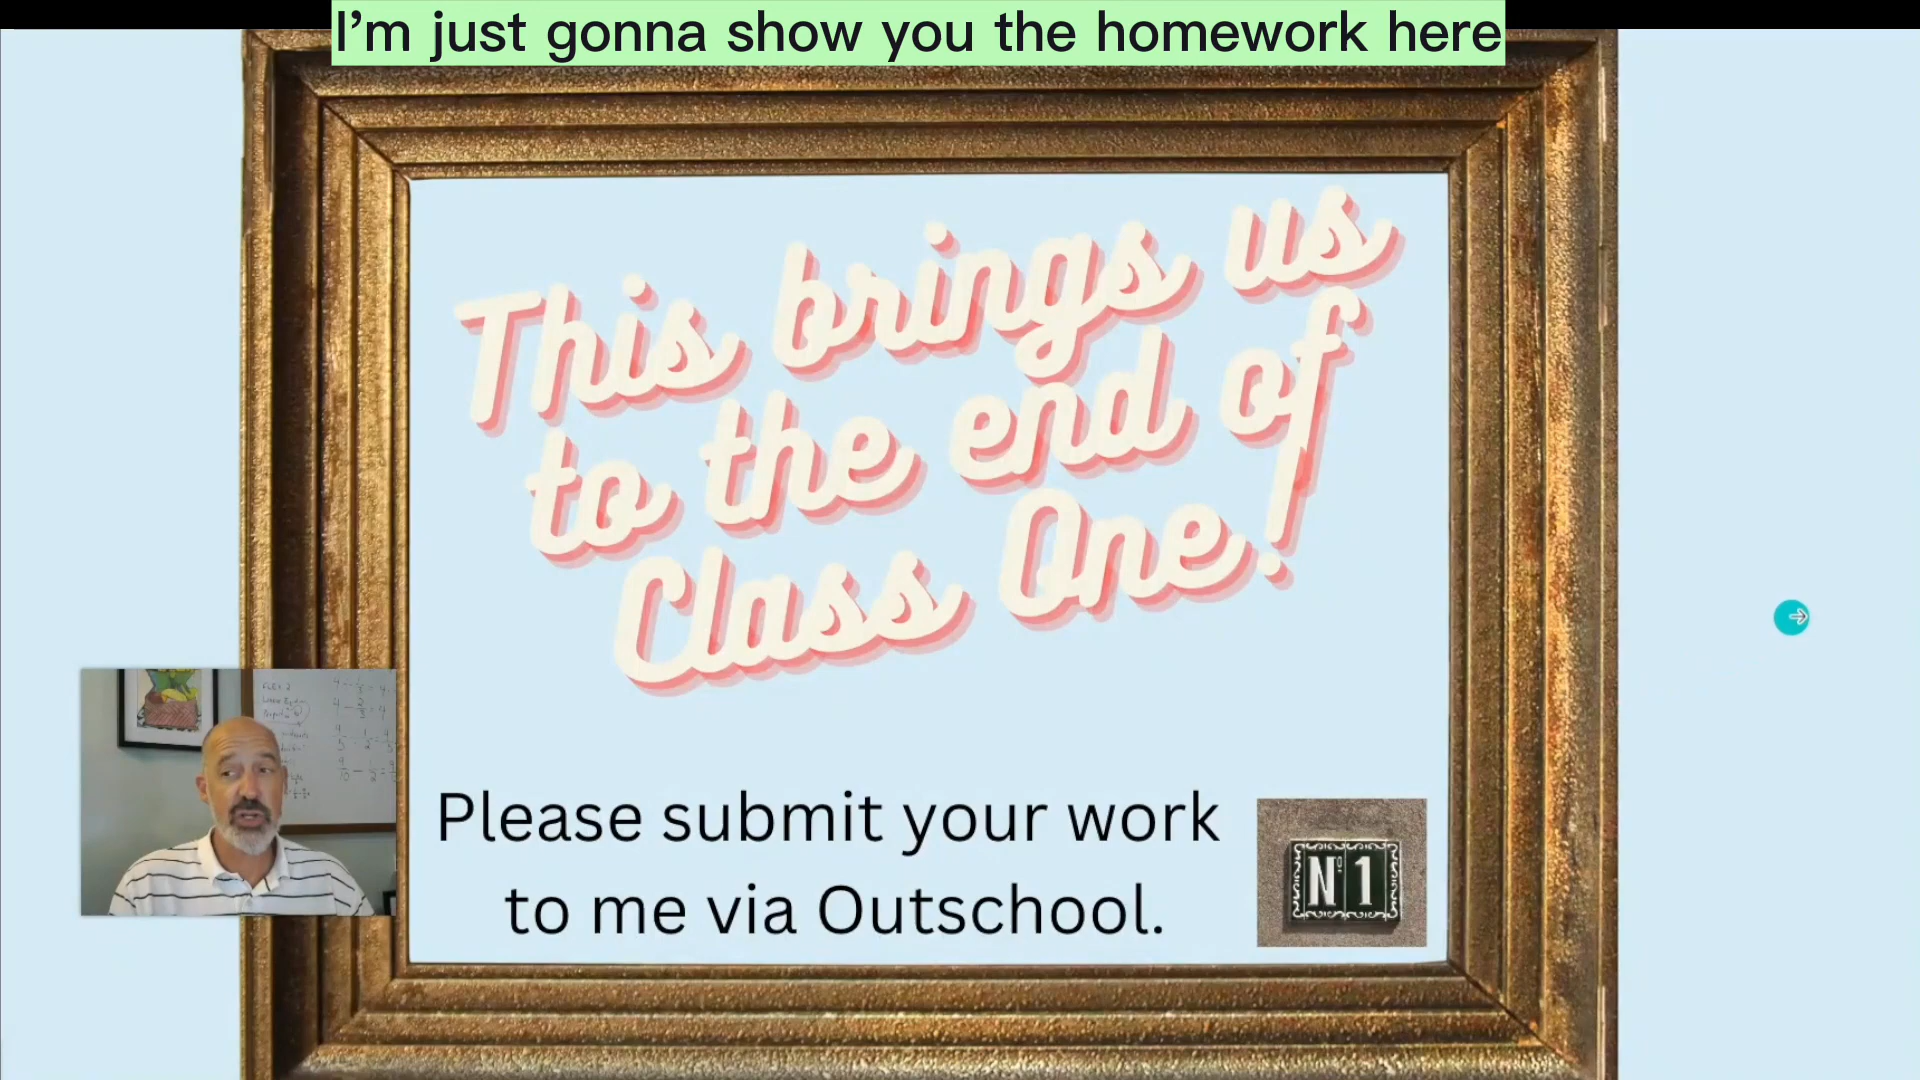 I'm just gonna show you the homework here
This brings us
to the end of
Class One!
Please submit your work
to me via Outschool.
Nº 1